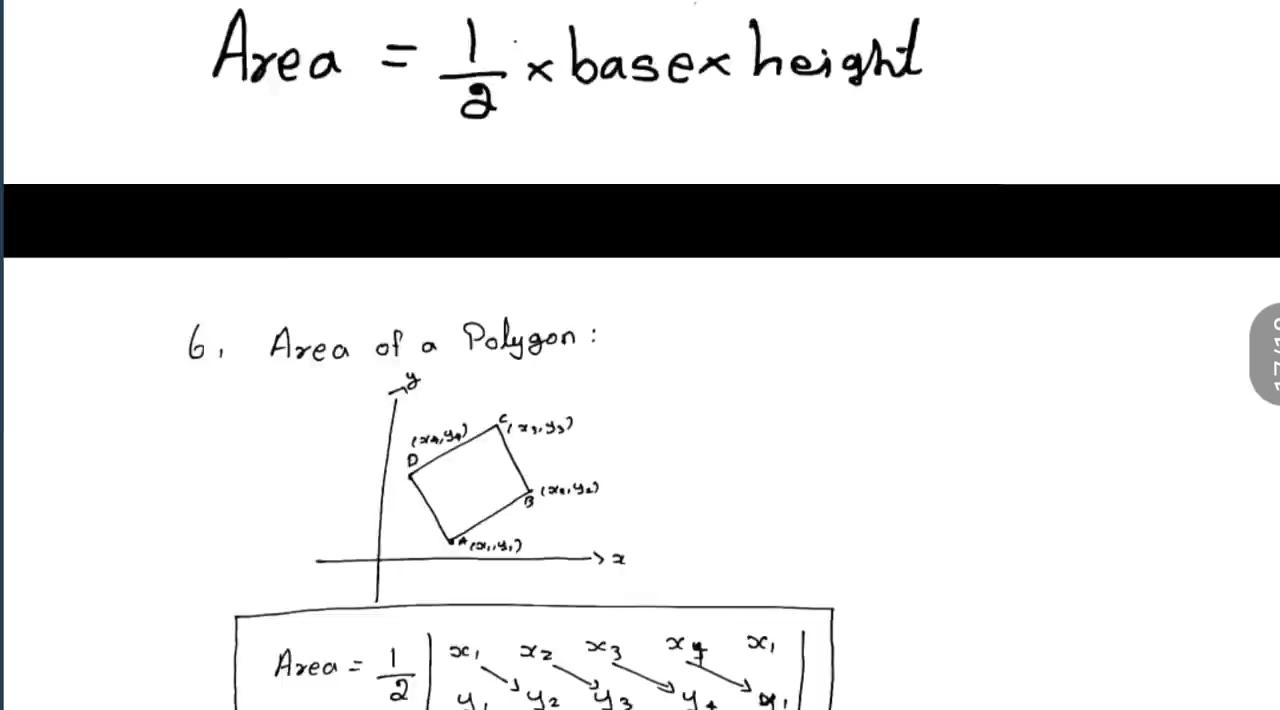 Area = 1/2 × base × height
6. Area of a Polygon:
y
(x4, y4)
C (x3, y3)
D
(x2, y2)
B
A (x1, y1)
x
Area = 1/2 | x1 x2 x3 x4 x1 |
y1 y2 y3 y4 y1